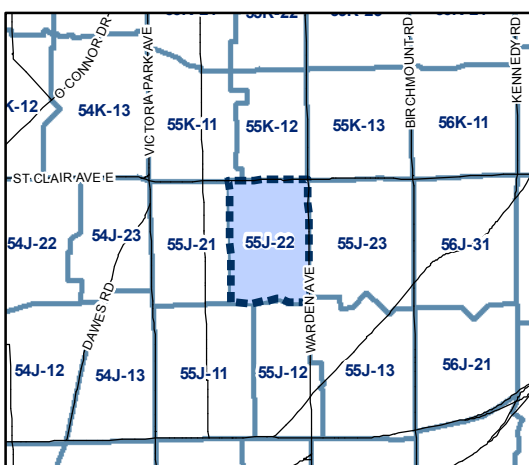 55K-22
O CONNOR DR
VICTORIA PARK AVE
BIRCHMOUNT RD
KENNEDY RD
K-12
54K-13
55K-11
55K-12
55K-13
56K-11
ST CLAIR AVE E
54J-22
54J-23
55J-21
55J-22
55J-23
56J-31
DAWES RD
WARDEN AVE
54J-12
54J-13
55J-11
55J-12
55J-13
56J-21